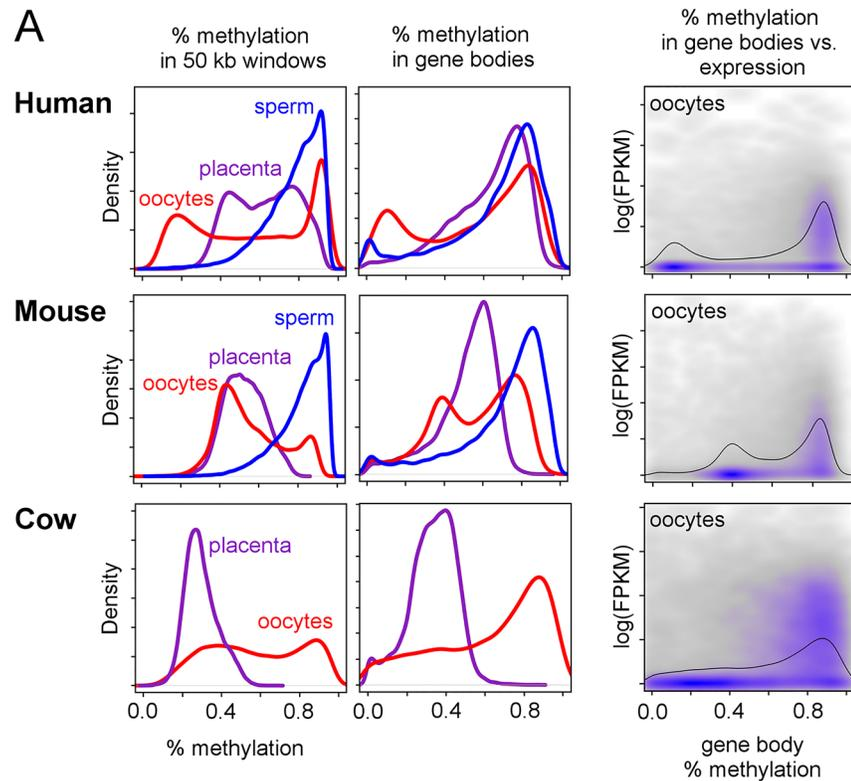 A
% methylation
in 50 kb windows
% methylation
in gene bodies
% methylation
in gene bodies vs.
expression
Human
Density
sperm
placenta
oocytes
oocytes
log(FPKM)
Mouse
Density
sperm
placenta
oocytes
oocytes
log(FPKM)
Cow
Density
placenta
oocytes
oocytes
log(FPKM)
0.0 0.4 0.8
0.0 0.4 0.8
0.0 0.4 0.8
% methylation
gene body
% methylation